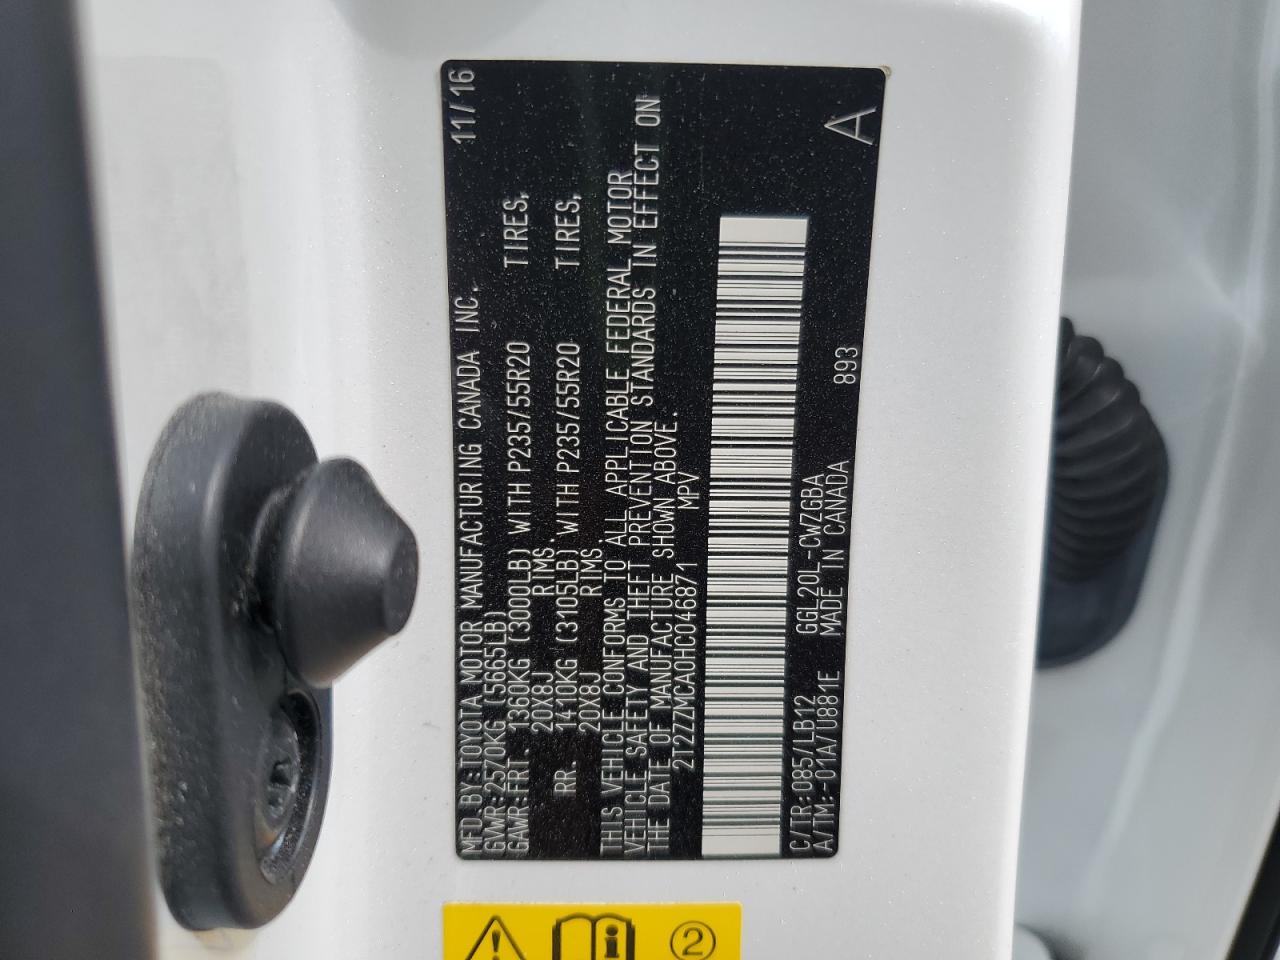 MFD.BY:TOYOTA MOTOR MANUFACTURING CANADA INC. 11/16
GVWR:2570KG(5665LB)
GAWR:FRT. 1360KG (3000LB) WITH P235/55R20 TIRES,
20X8J RIMS,
RR. 1410KG (3105LB) WITH P235/55R20 TIRES,
20X8J RIMS,
THIS VEHICLE CONFORMS TO ALL APPLICABLE FEDERAL MOTOR
VEHICLE SAFETY AND THEFT PREVENTION STANDARDS IN EFFECT ON
THE DATE OF MANUFACTURE SHOWN ABOVE.
2T2ZZMCA0HC046871 MPV
C/TR:085/LB12 GGL20L-CWZGBA
A/TM:-01A/U881E MADE IN CANADA 893
A
2